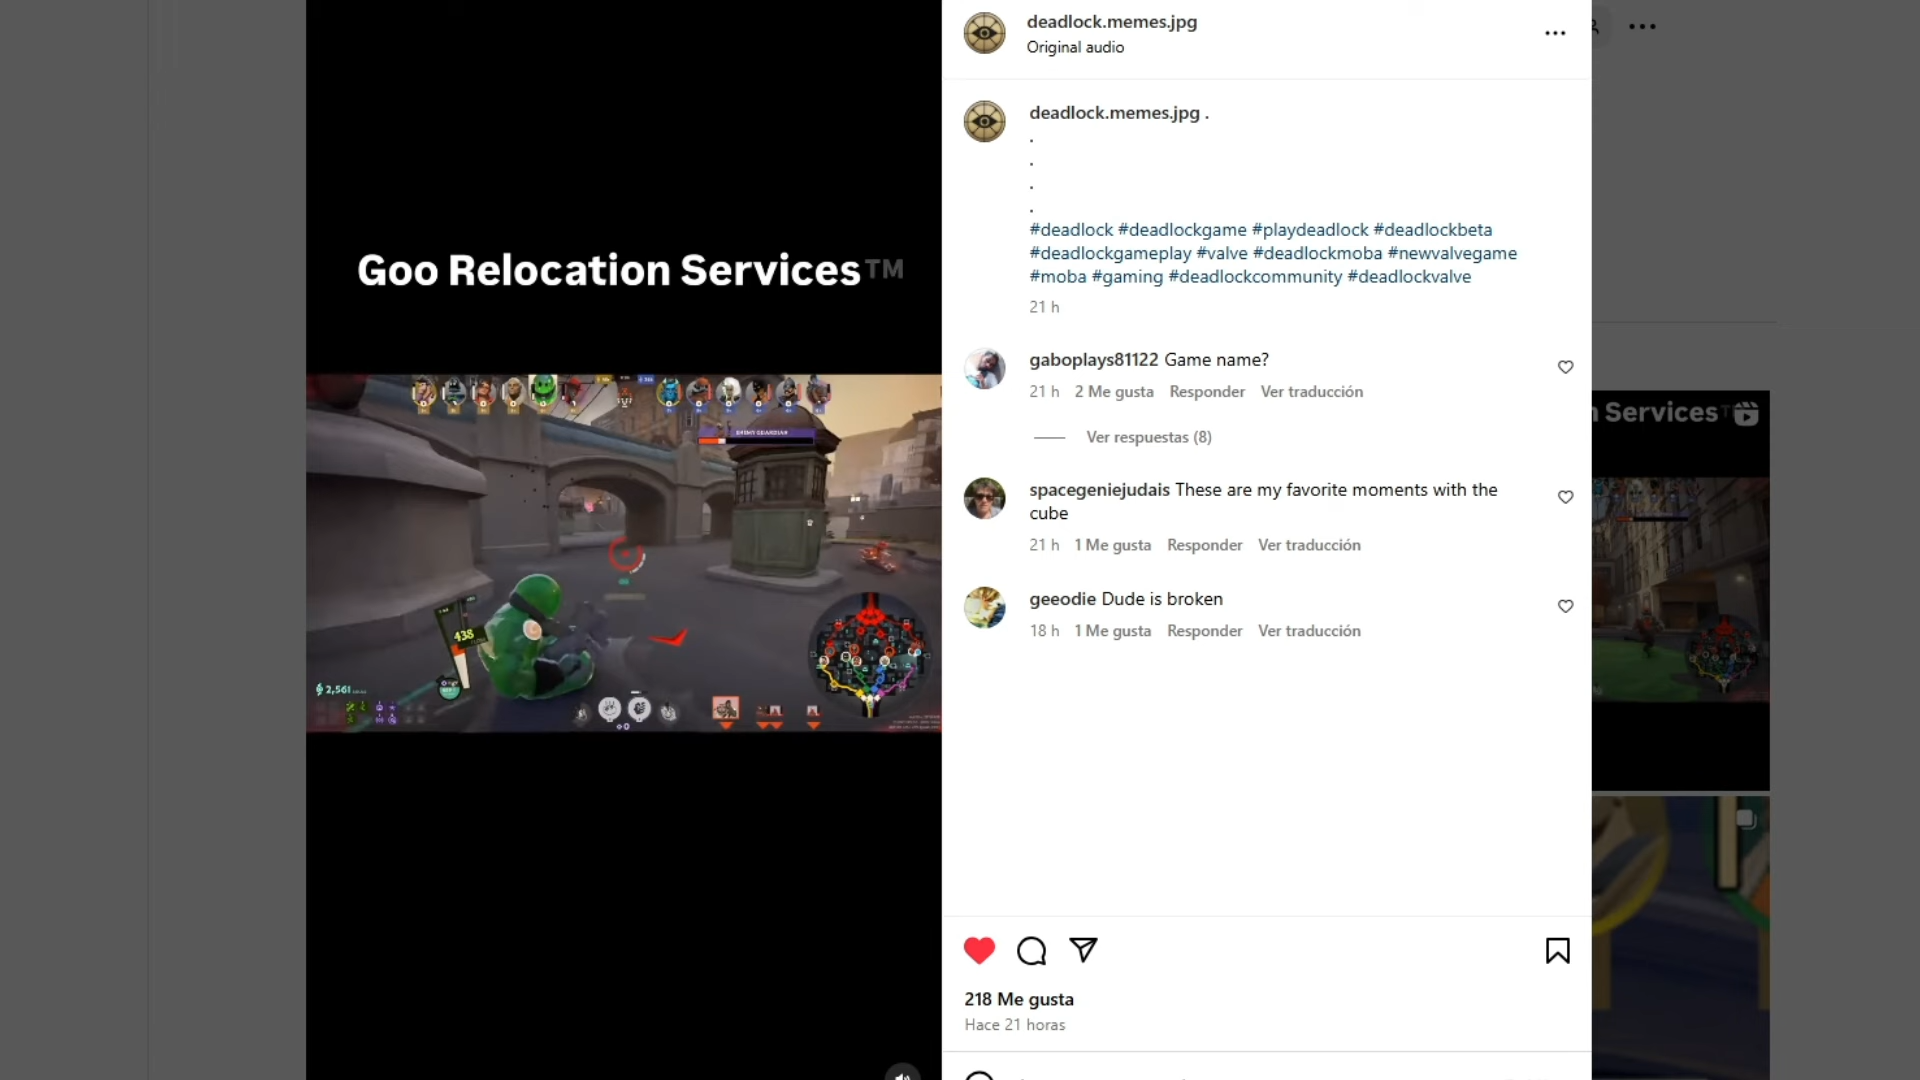 Goo Relocation Services™
ENEMY GUARDIAN
438
2,561
deadlock.memes.jpg
Original audio
deadlock.memes.jpg .
.
.
.
.
#deadlock #deadlockgame #playdeadlock #deadlockbeta
#deadlockgameplay #valve #deadlockmoba #newvalvegame
#moba #gaming #deadlockcommunity #deadlockvalve
21 h
gaboplays81122 Game name?
21 h 2 Me gusta Responder Ver traducción
Ver respuestas (8)
spacegeniejudais These are my favorite moments with the
cube
21 h 1 Me gusta Responder Ver traducción
geeodie Dude is broken
18 h 1 Me gusta Responder Ver traducción
218 Me gusta
Hace 21 horas
Services